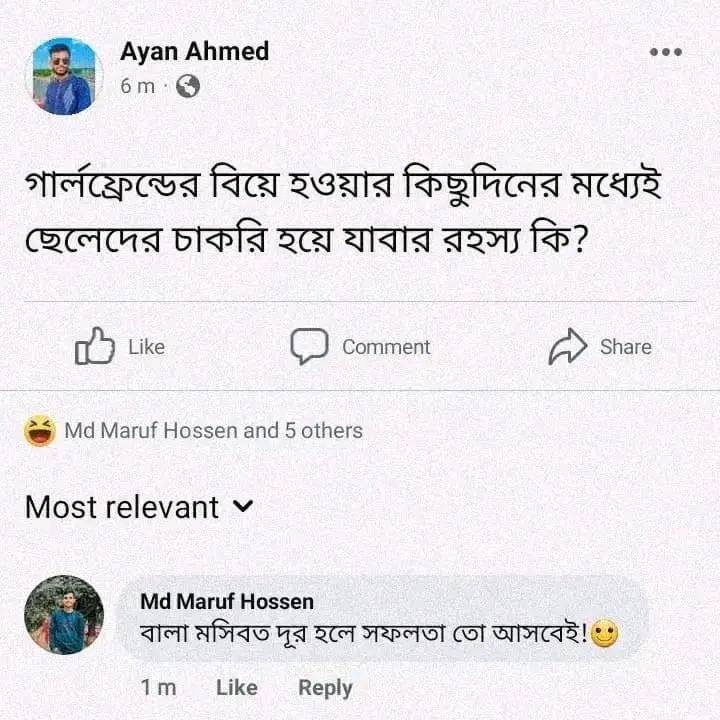 Ayan Ahmed
6 m ·
গার্লফ্রেন্ডের বিয়ে হওয়ার কিছুদিনের মধ্যেই
ছেলেদের চাকরি হয়ে যাবার রহস্য কি?
Like Comment Share
Md Maruf Hossen and 5 others
Most relevant
Md Maruf Hossen
বালা মসিবত দূর হলে সফলতা তো আসবেই!🙂
1 m Like Reply